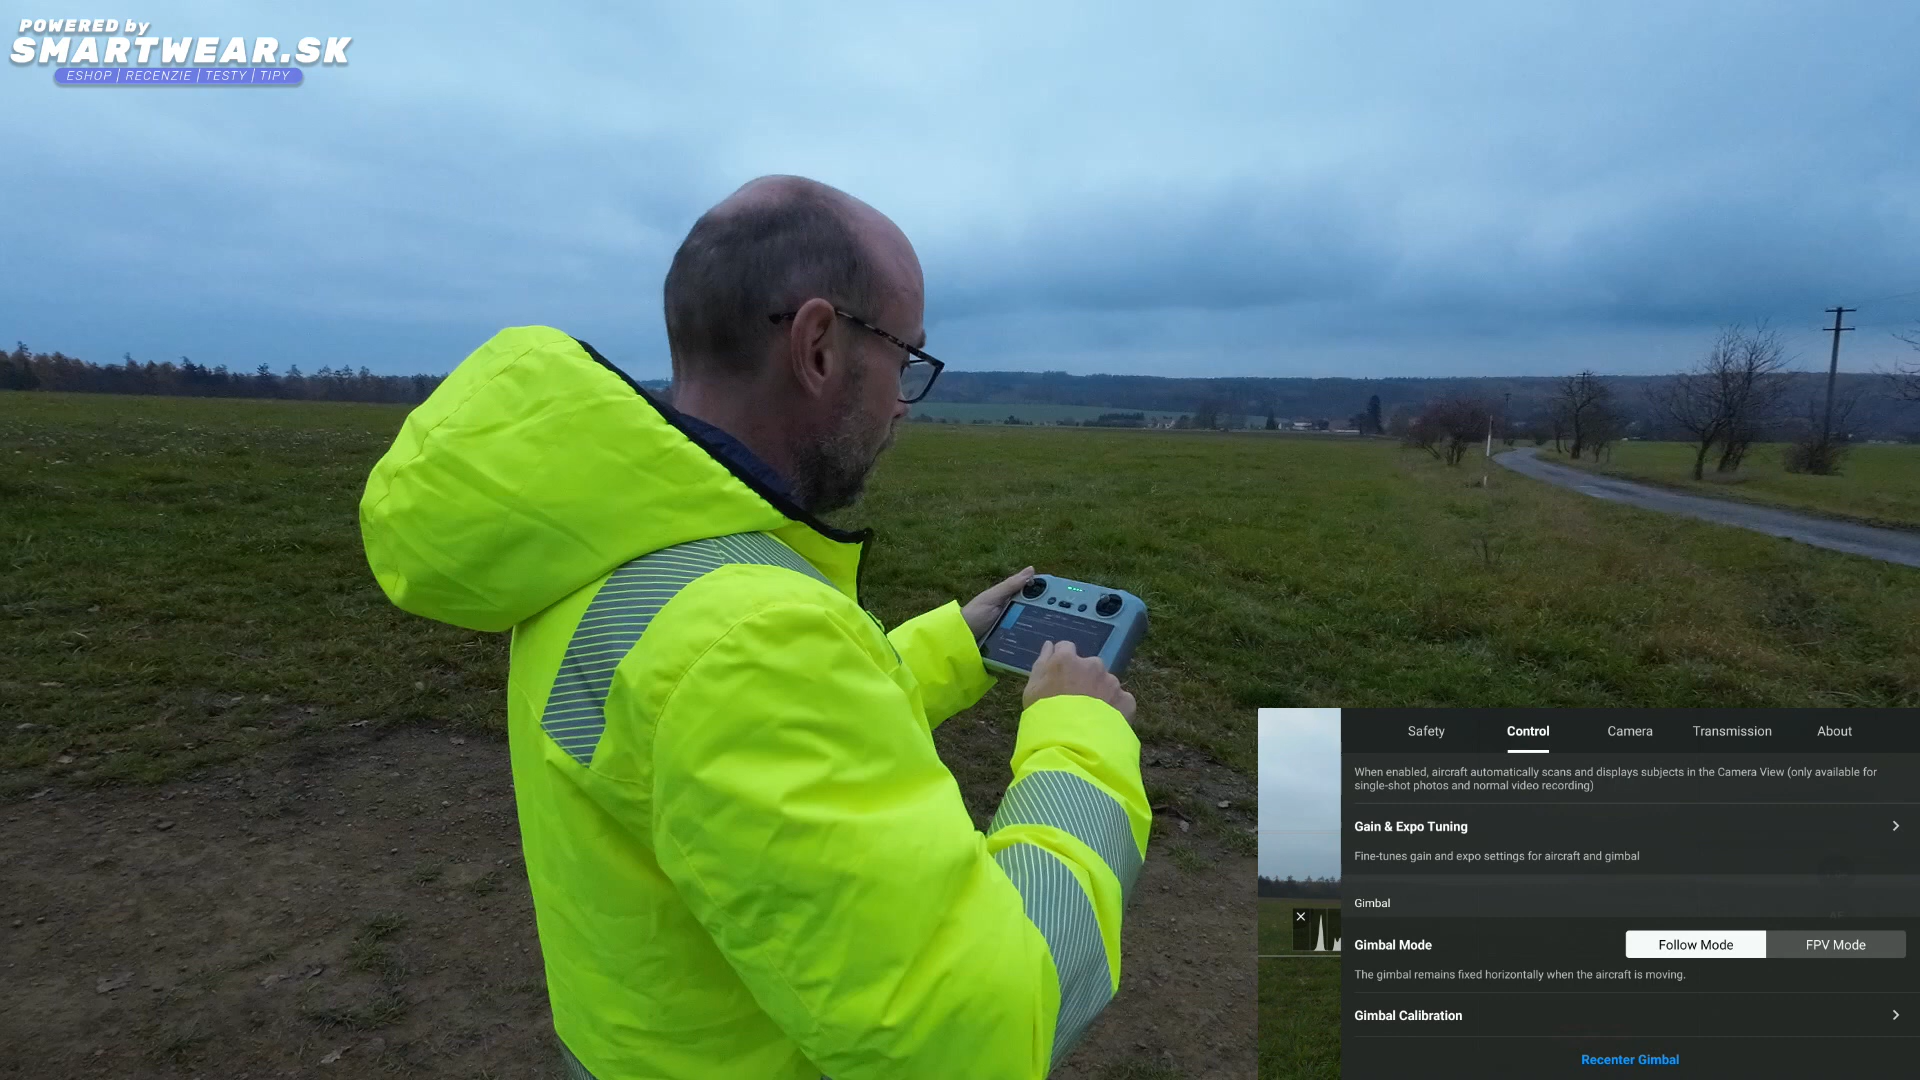 POWERED by
SMARTWEAR.SK
ESHOP | RECENZIE | TESTY | TIPY
Safety Control Camera Transmission About
When enabled, aircraft automatically scans and displays subjects in the Camera View (only available for
single-shot photos and normal video recording)
Gain & Expo Tuning
Fine-tunes gain and expo settings for aircraft and gimbal
Gimbal
Gimbal Mode Follow Mode FPV Mode
The gimbal remains fixed horizontally when the aircraft is moving.
Gimbal Calibration
Recenter Gimbal